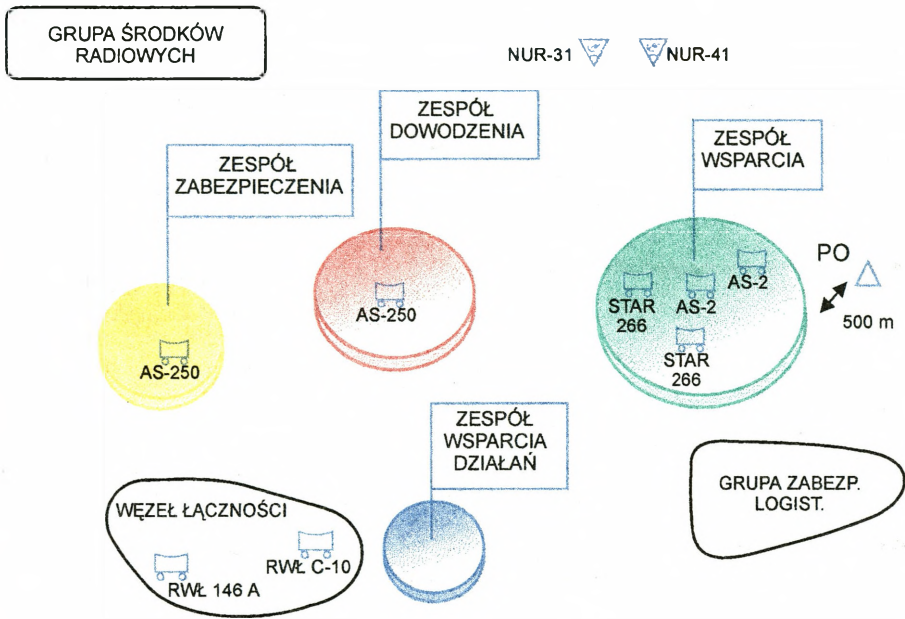 GRUPA ŚRODKÓW
RADIOWYCH
NUR-31
NUR-41
ZESPÓŁ
DOWODZENIA
ZESPÓŁ
WSPARCIA
ZESPÓŁ
ZABEZPIECZENIA
PO
500 m
STAR
266
AS-2
AS-2
STAR
266
AS-250
AS-250
ZESPÓŁ
WSPARCIA
DZIAŁAŃ
GRUPA ZABEZP.
LOGIST.
WĘZEŁ ŁĄCZNOŚCI
RWŁ C-10
RWŁ 146 A